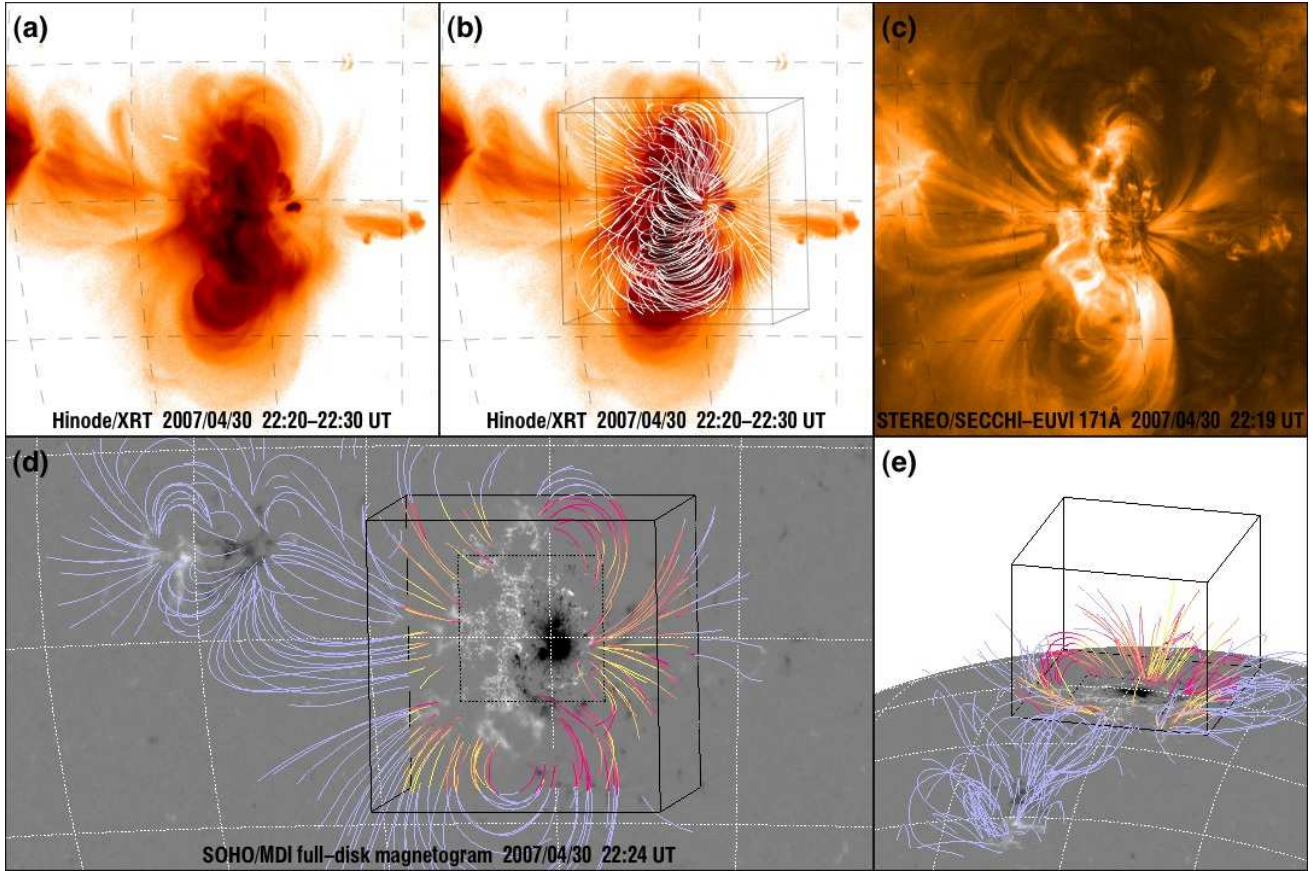 (a)
Hinode/XRT 2007/04/30 22:20–22:30 UT
(b)
Hinode/XRT 2007/04/30 22:20–22:30 UT
(c)
STEREO/SECCHI–EUVI 171Å 2007/04/30 22:19 UT
(d)
SOHO/MDI full–disk magnetogram 2007/04/30 22:24 UT
(e)